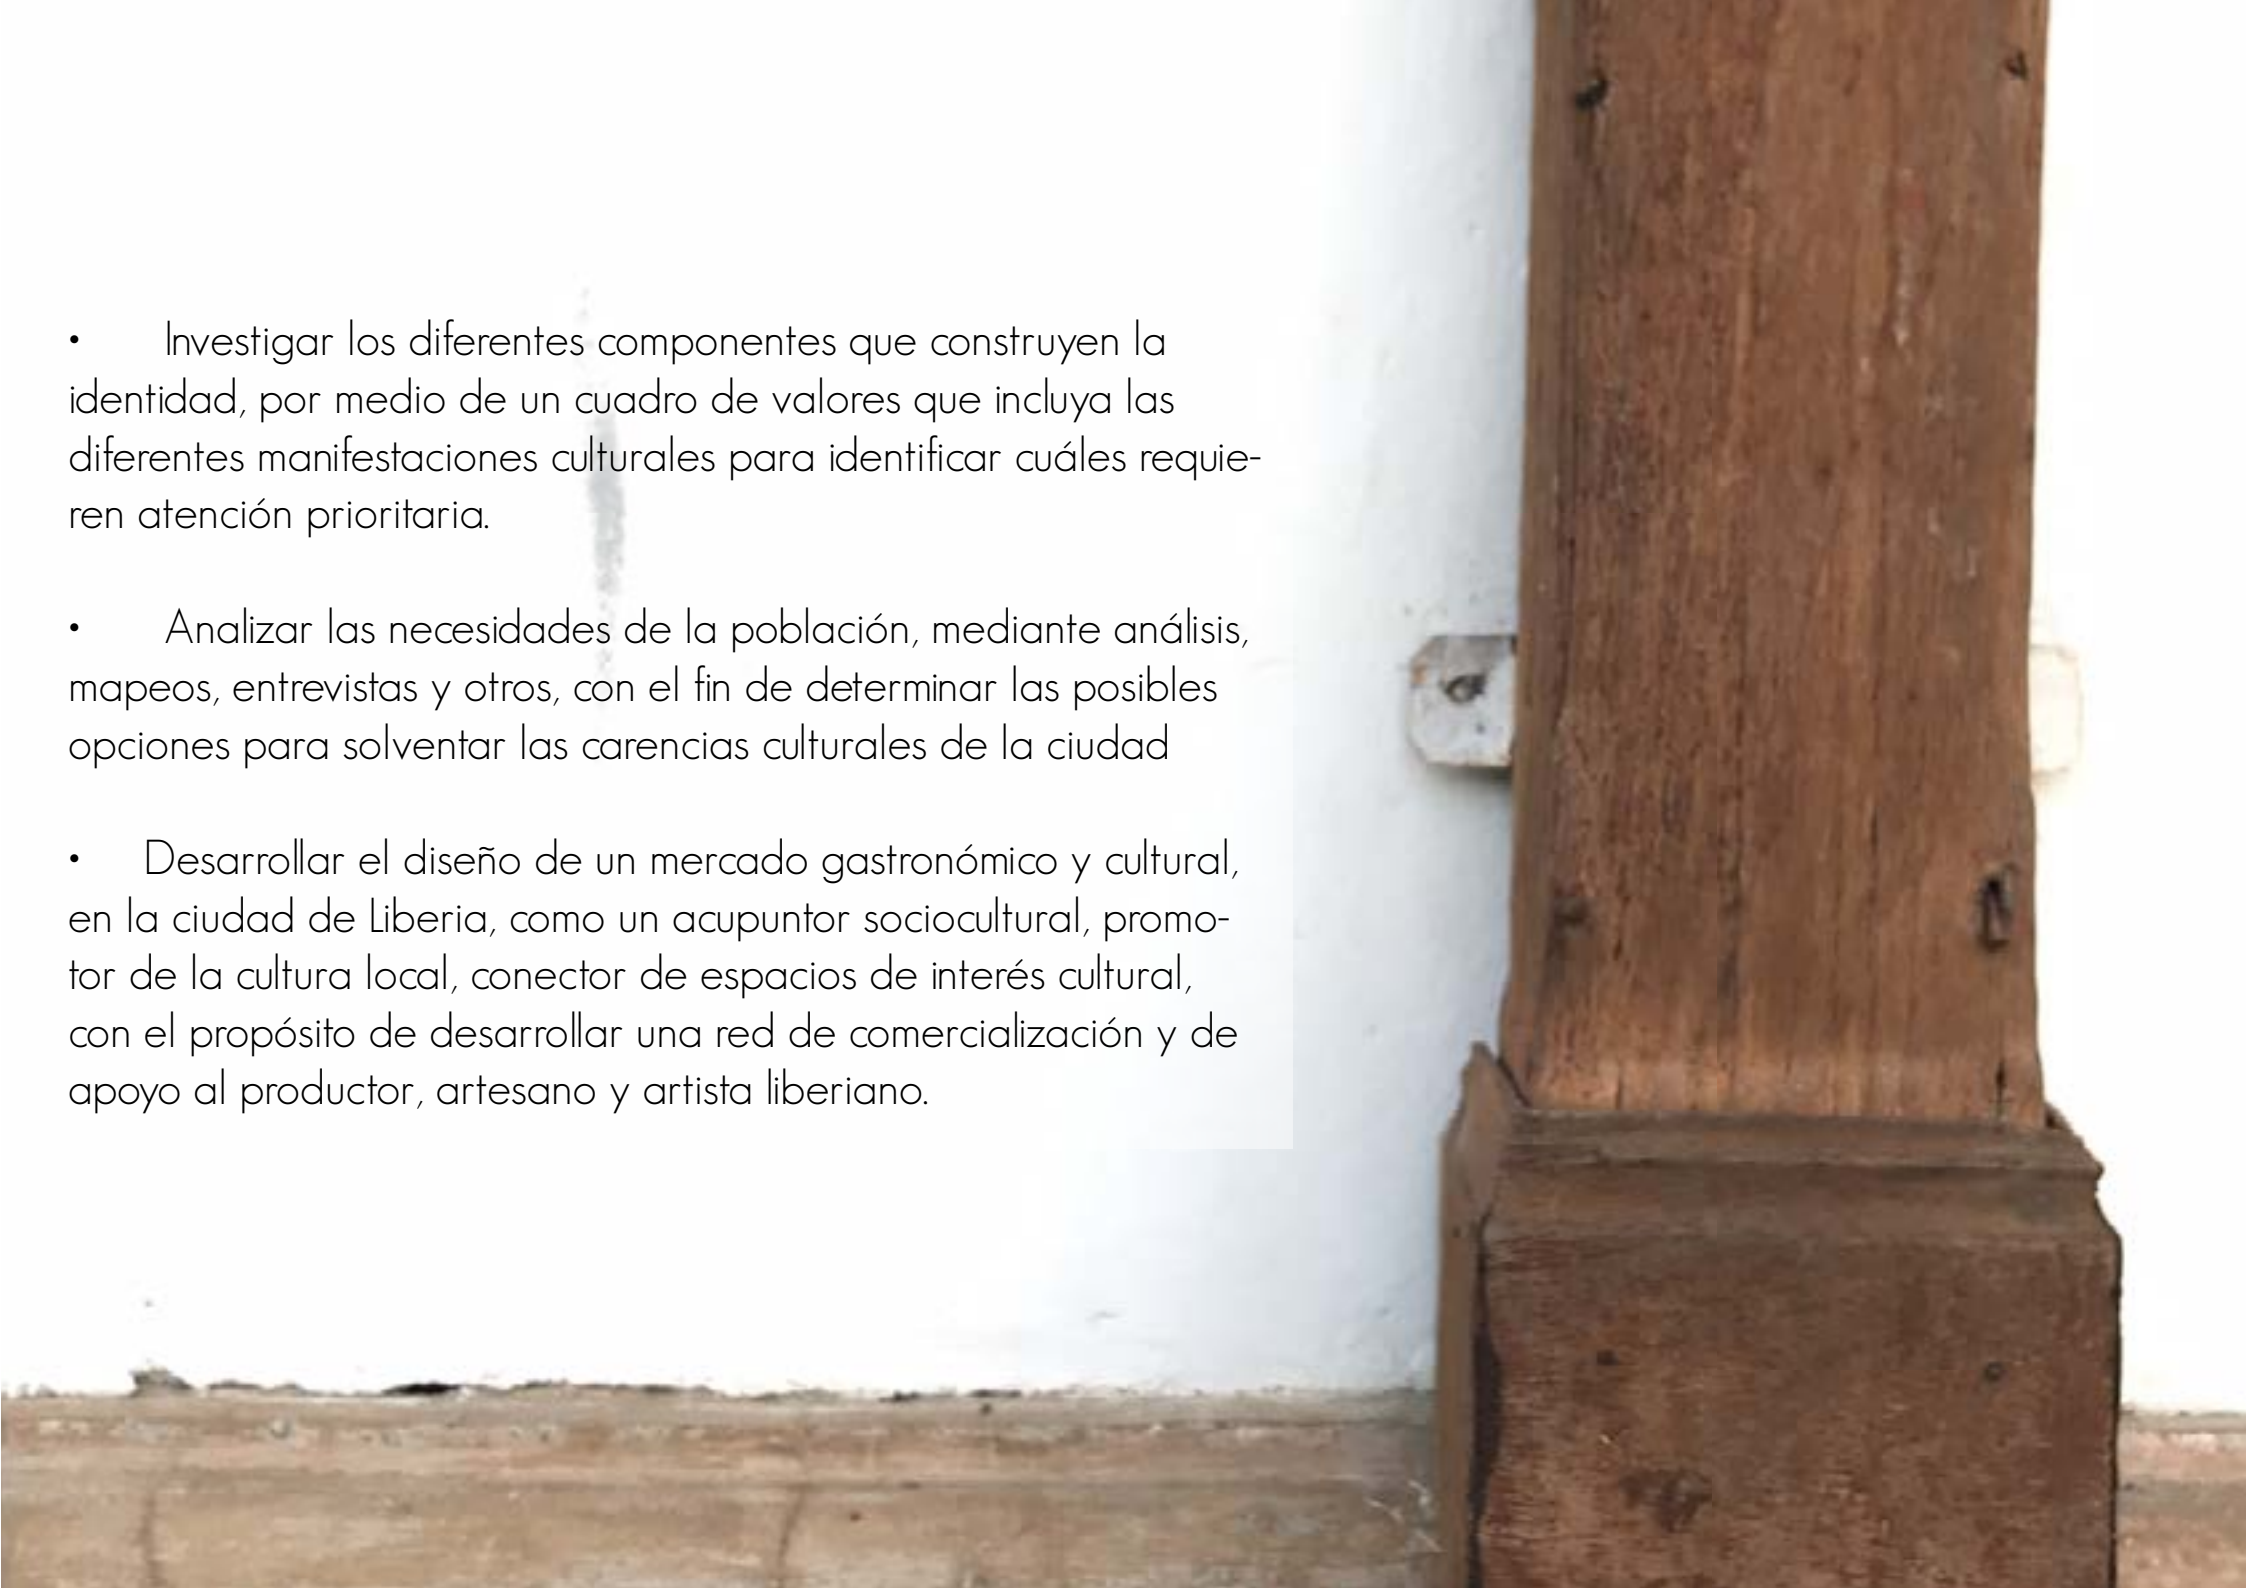 • Investigar los diferentes componentes que construyen la
identidad, por medio de un cuadro de valores que incluya las
diferentes manifestaciones culturales para identificar cuáles requie-
ren atención prioritaria.
• Analizar las necesidades de la población, mediante análisis,
mapeos, entrevistas y otros, con el fin de determinar las posibles
opciones para solventar las carencias culturales de la ciudad
• Desarrollar el diseño de un mercado gastronómico y cultural,
en la ciudad de Liberia, como un acupuntor sociocultural, promo-
tor de la cultura local, conector de espacios de interés cultural,
con el propósito de desarrollar una red de comercialización y de
apoyo al productor, artesano y artista liberiano.